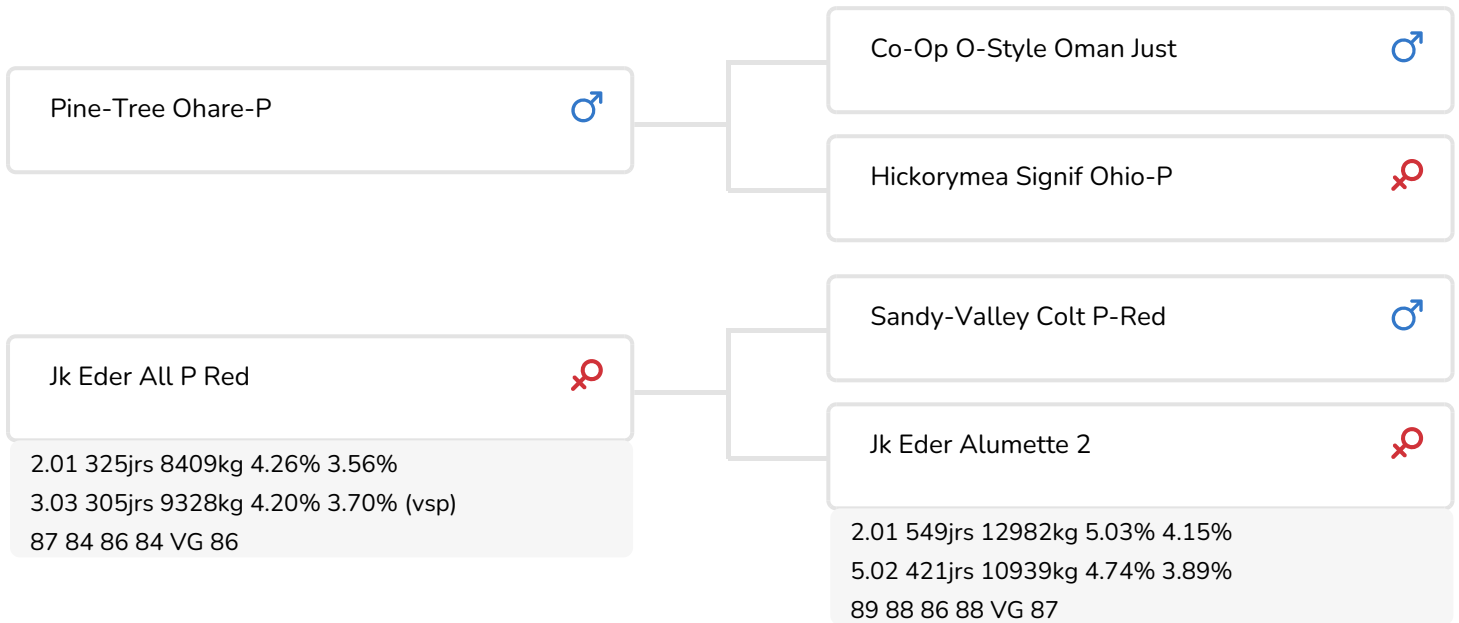 Pine-Tree Ohare-P
Co-Op O-Style Oman Just
Hickorymea Signif Ohio-P
Jk Eder All P Red
2.01 325jrs 8409kg 4.26% 3.56%
3.03 305jrs 9328kg 4.20% 3.70% (vsp)
87 84 86 84 VG 86
Sandy-Valley Colt P-Red
Jk Eder Alumette 2
2.01 549jrs 12982kg 5.03% 4.15%
5.02 421jrs 10939kg 4.74% 3.89%
89 88 86 88 VG 87